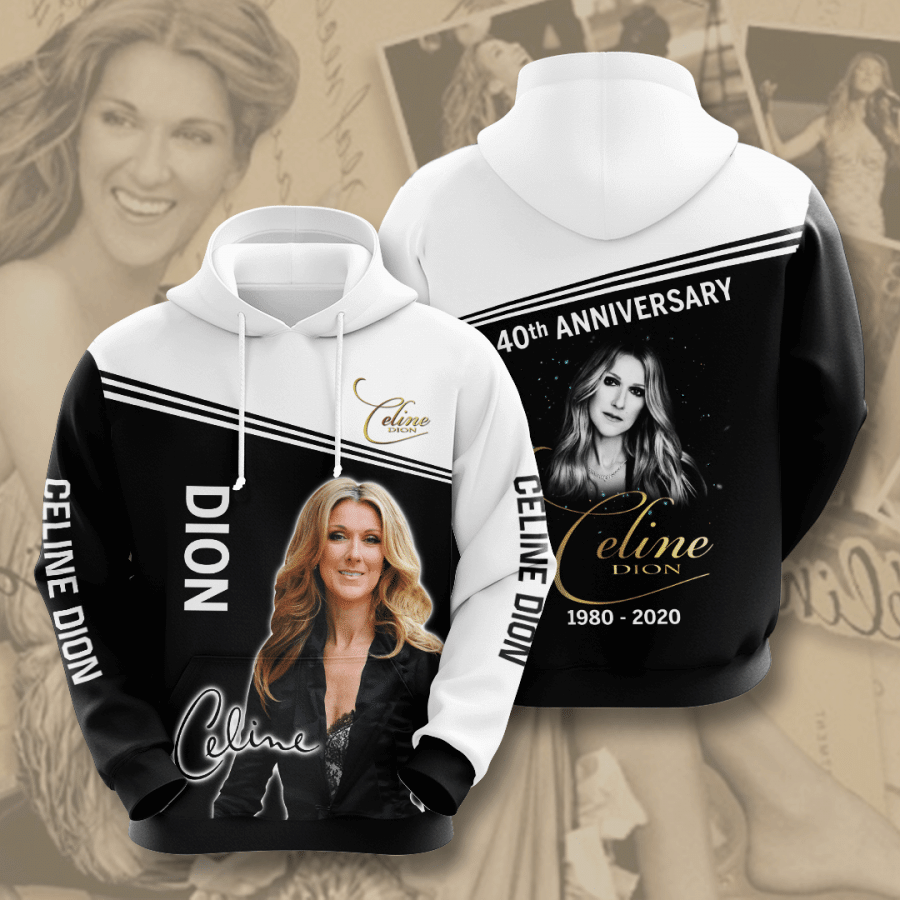 Celine
DION
DION
Celine
CELINE DION
CELINE DION
40th ANNIVERSARY
Celine
DION
1980 - 2020